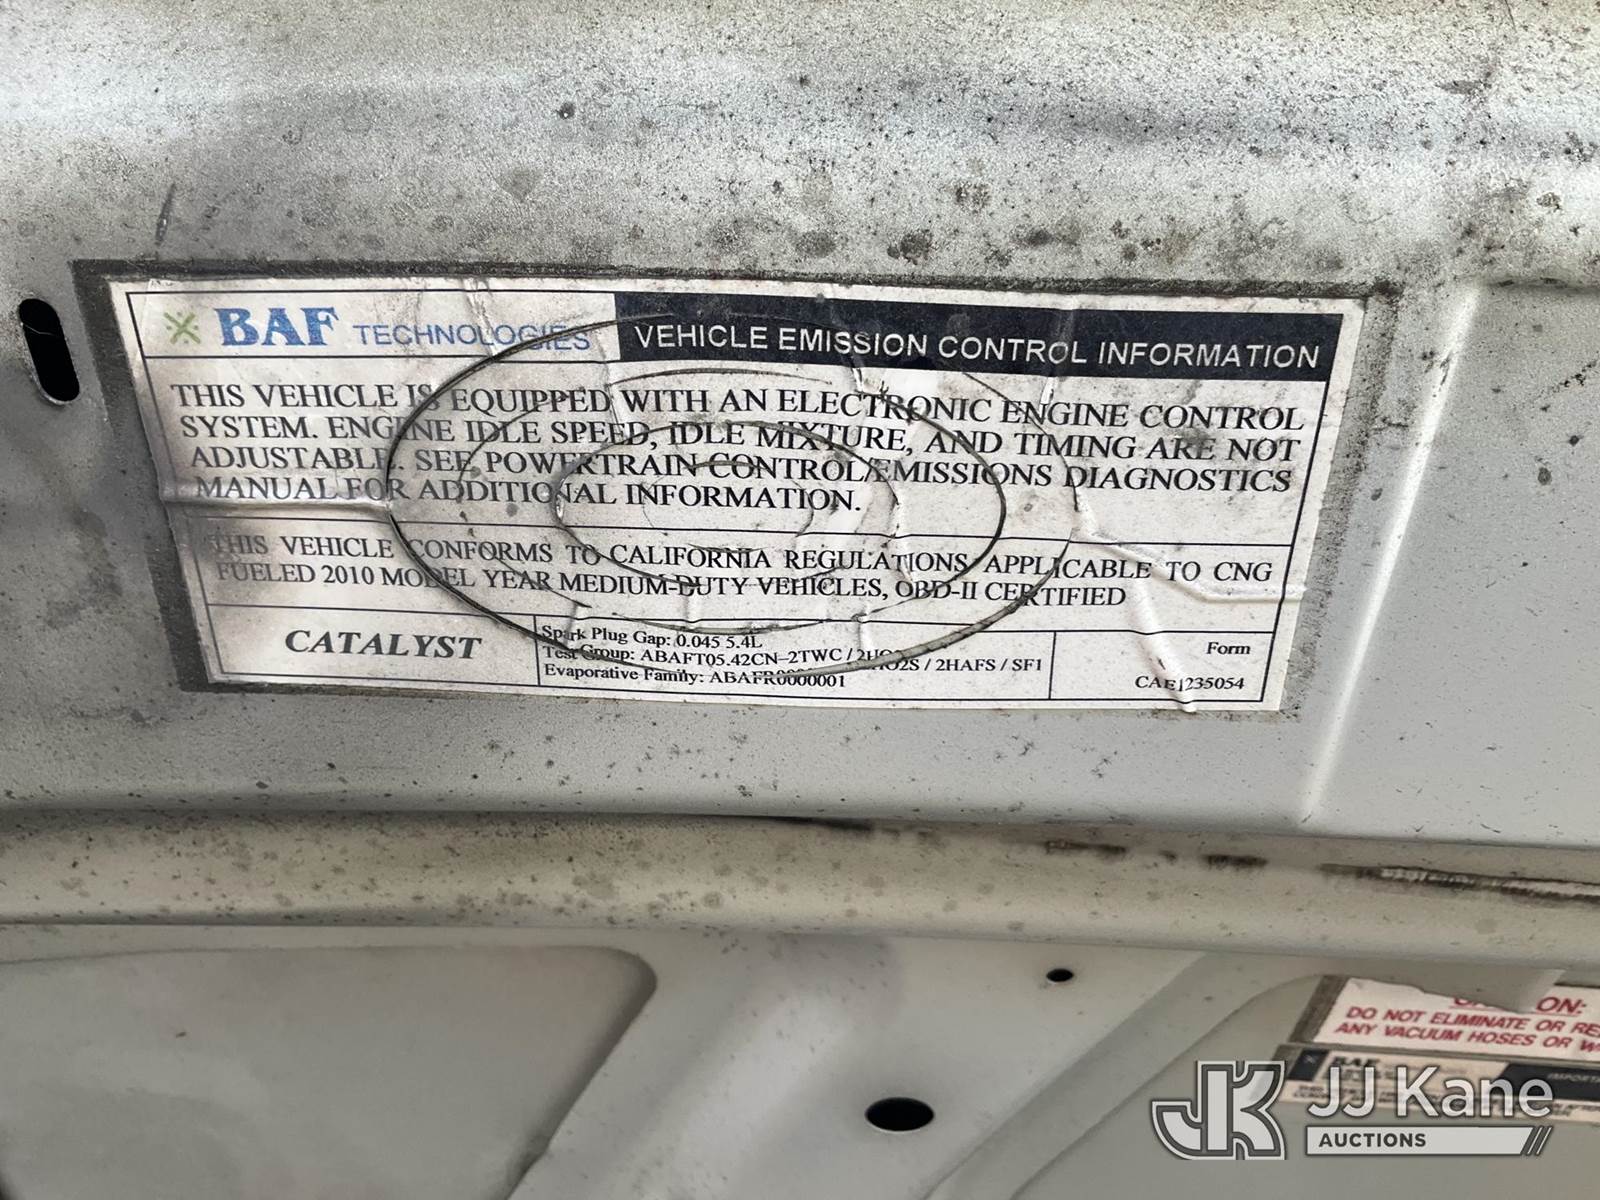 BAF TECHNOLOGIES VEHICLE EMISSION CONTROL INFORMATION
THIS VEHICLE IS EQUIPPED WITH AN ELECTRONIC ENGINE CONTROL
SYSTEM. ENGINE IDLE SPEED, IDLE MIXTURE, AND TIMING ARE NOT
ADJUSTABLE. SEE POWERTRAIN CONTROL/EMISSIONS DIAGNOSTICS
MANUAL FOR ADDITIONAL INFORMATION.
THIS VEHICLE CONFORMS TO CALIFORNIA REGULATIONS APPLICABLE TO CNG
FUELED 2010 MODEL YEAR MEDIUM-DUTY VEHICLES, OBD-II CERTIFIED
CATALYST
Spark Plug Gap: 0.045 5.4L
Test Group: ABAFT05.42CN-2TWC / 2HO2S / 2HAFS / SF1
Evaporative Family: ABAFR0000001
Form
CAE1235054
ON:
DO NOT ELIMINATE OR
ANY VACUUM HOSES OR
BAF
JK JJ Kane
AUCTIONS